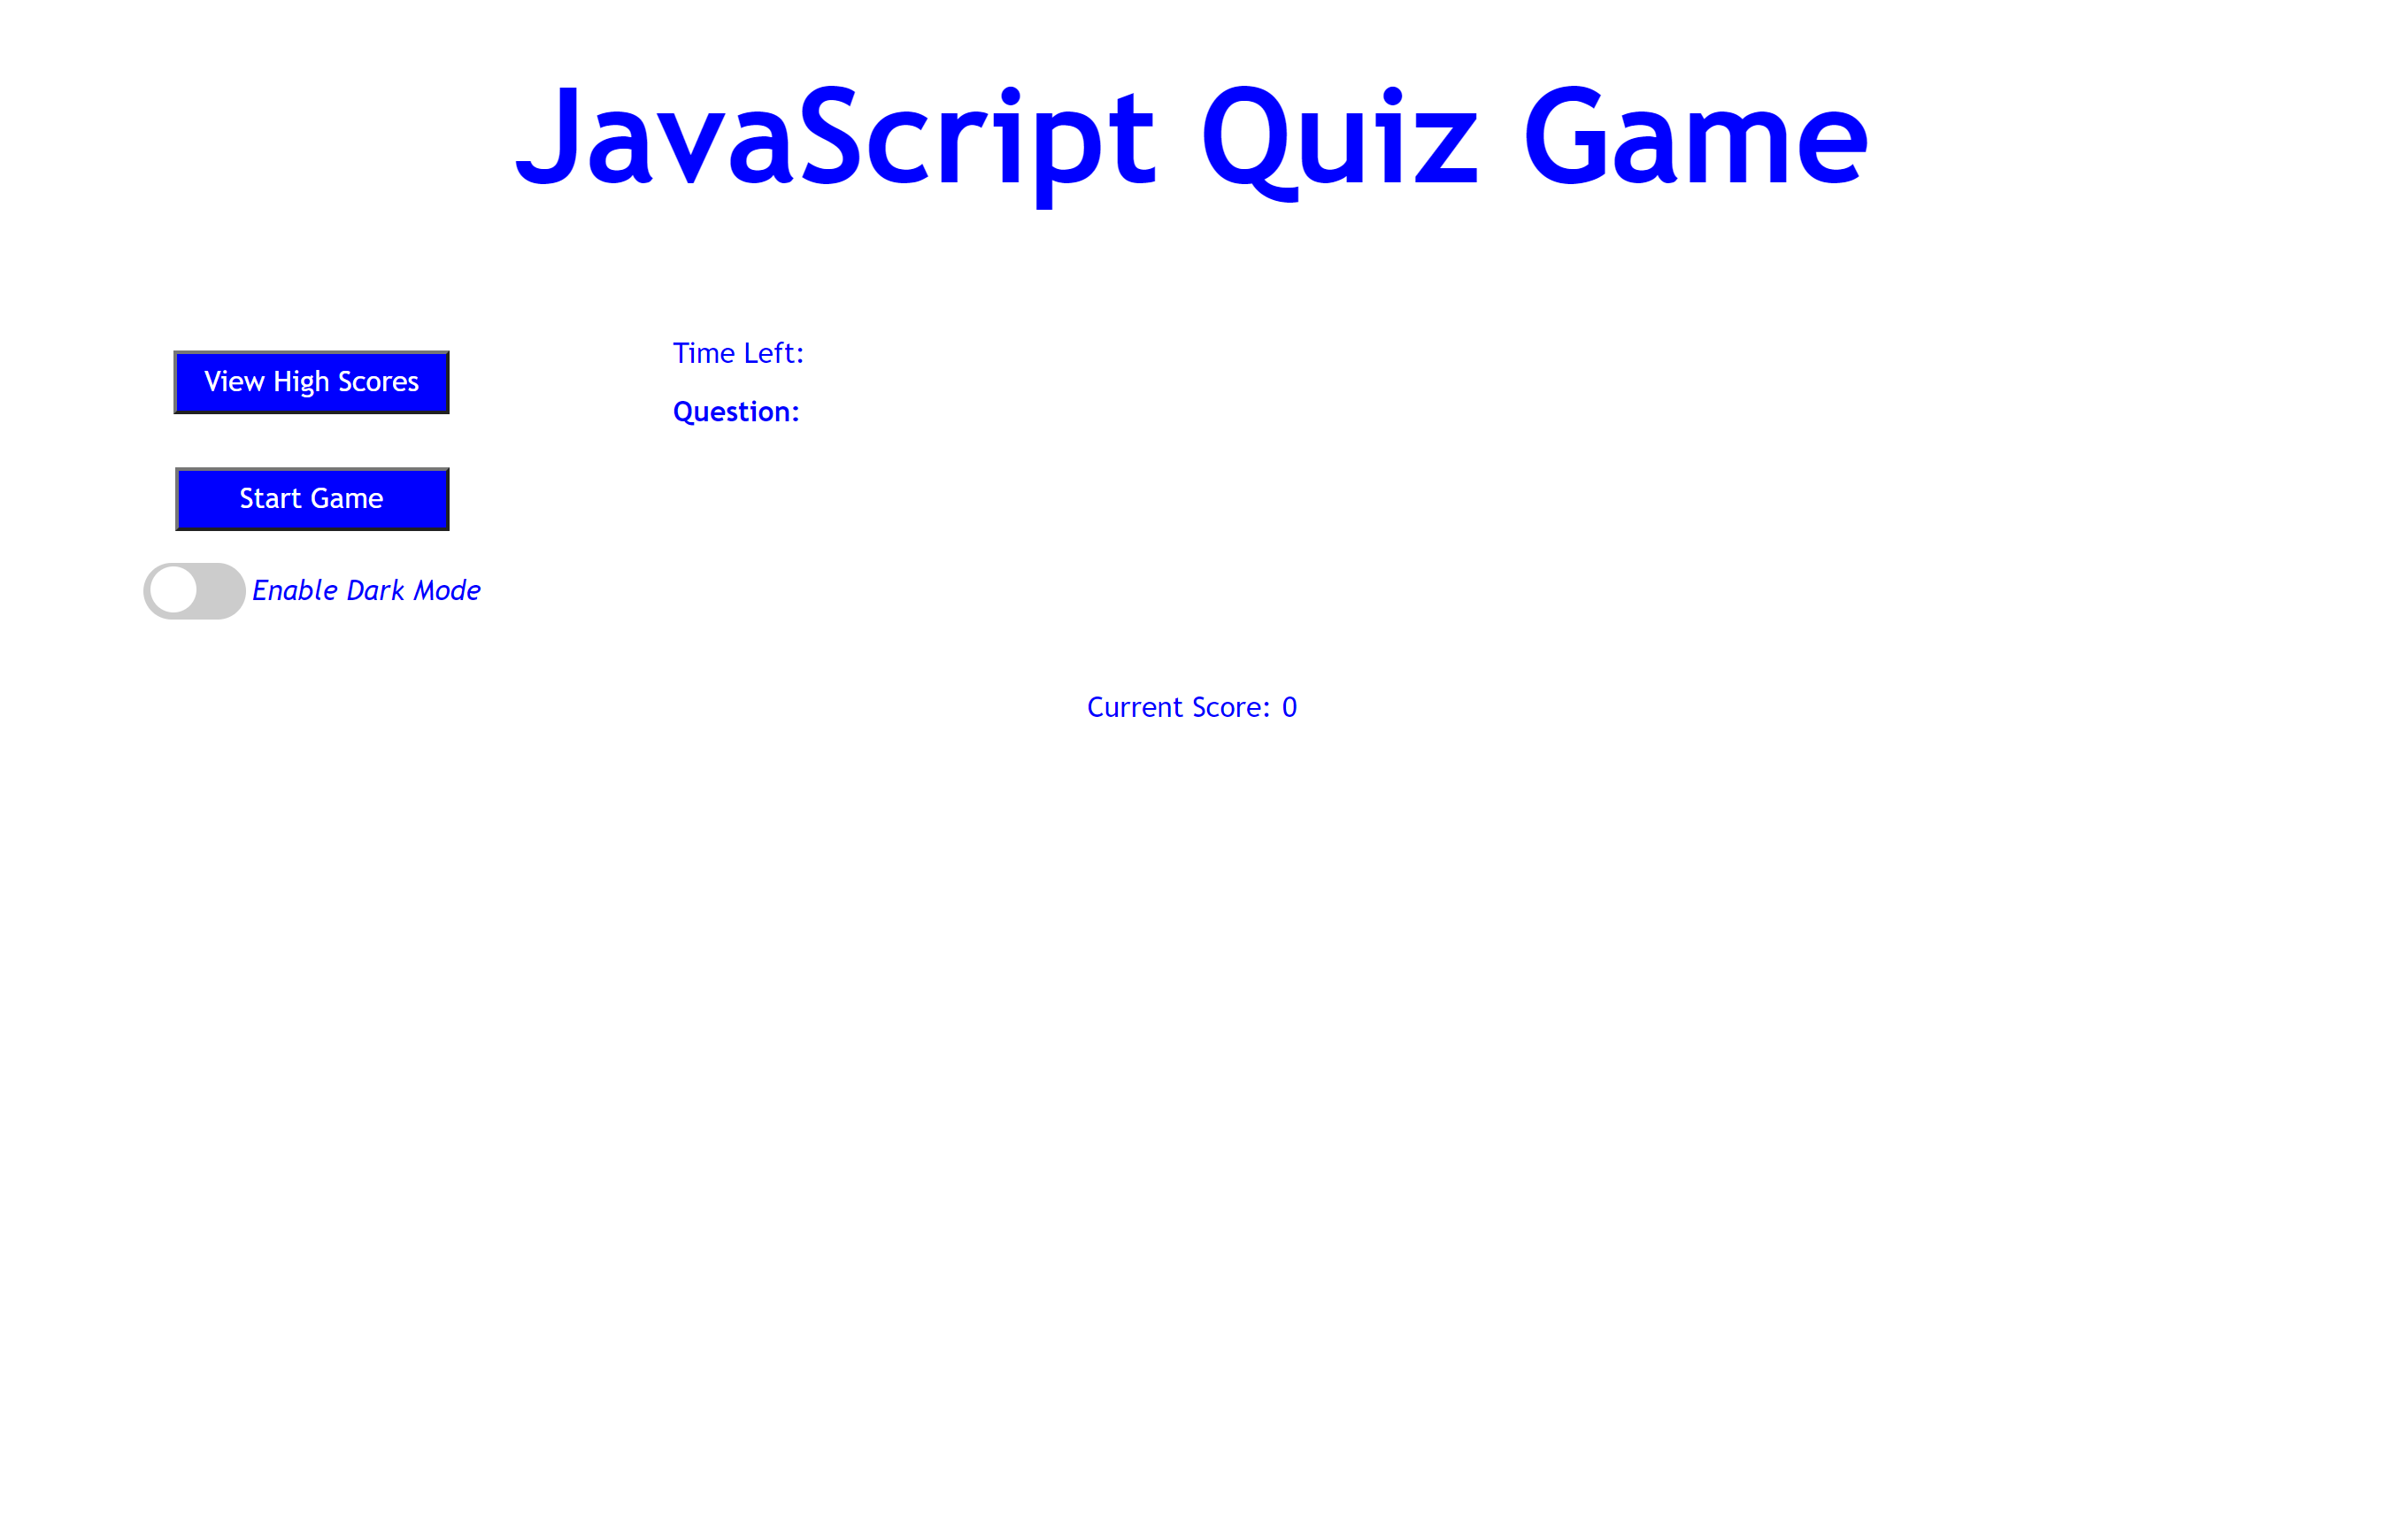 JavaScript Quiz Game
View High Scores
Start Game
Enable Dark Mode
Time Left:
Question:
Current Score: 0